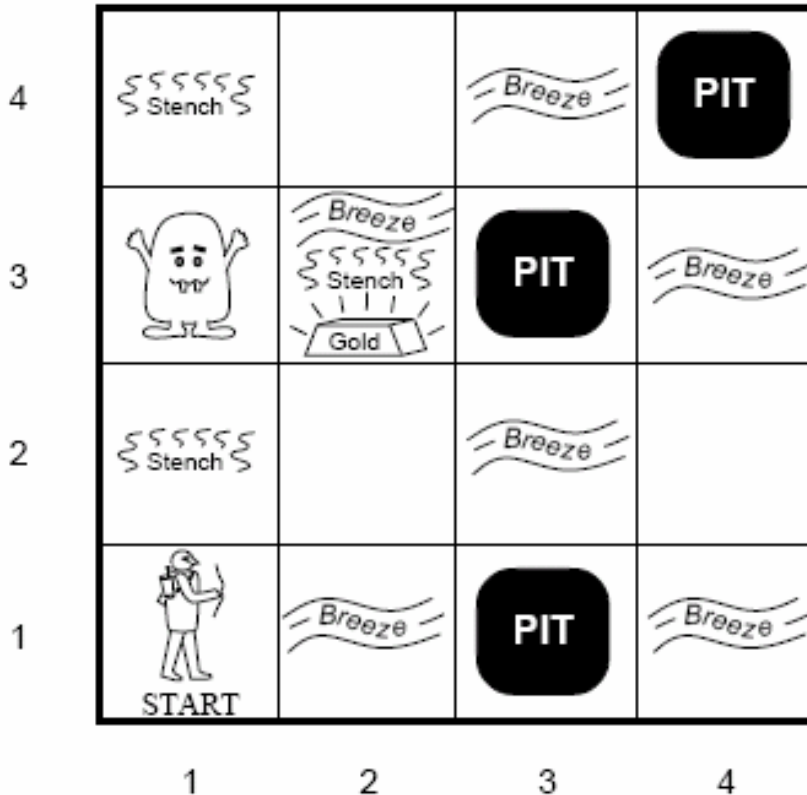 4
Stench
Breeze
PIT
3
Breeze
Stench
Gold
PIT
Breeze
2
Stench
Breeze
1
START
Breeze
PIT
Breeze
1 2 3 4